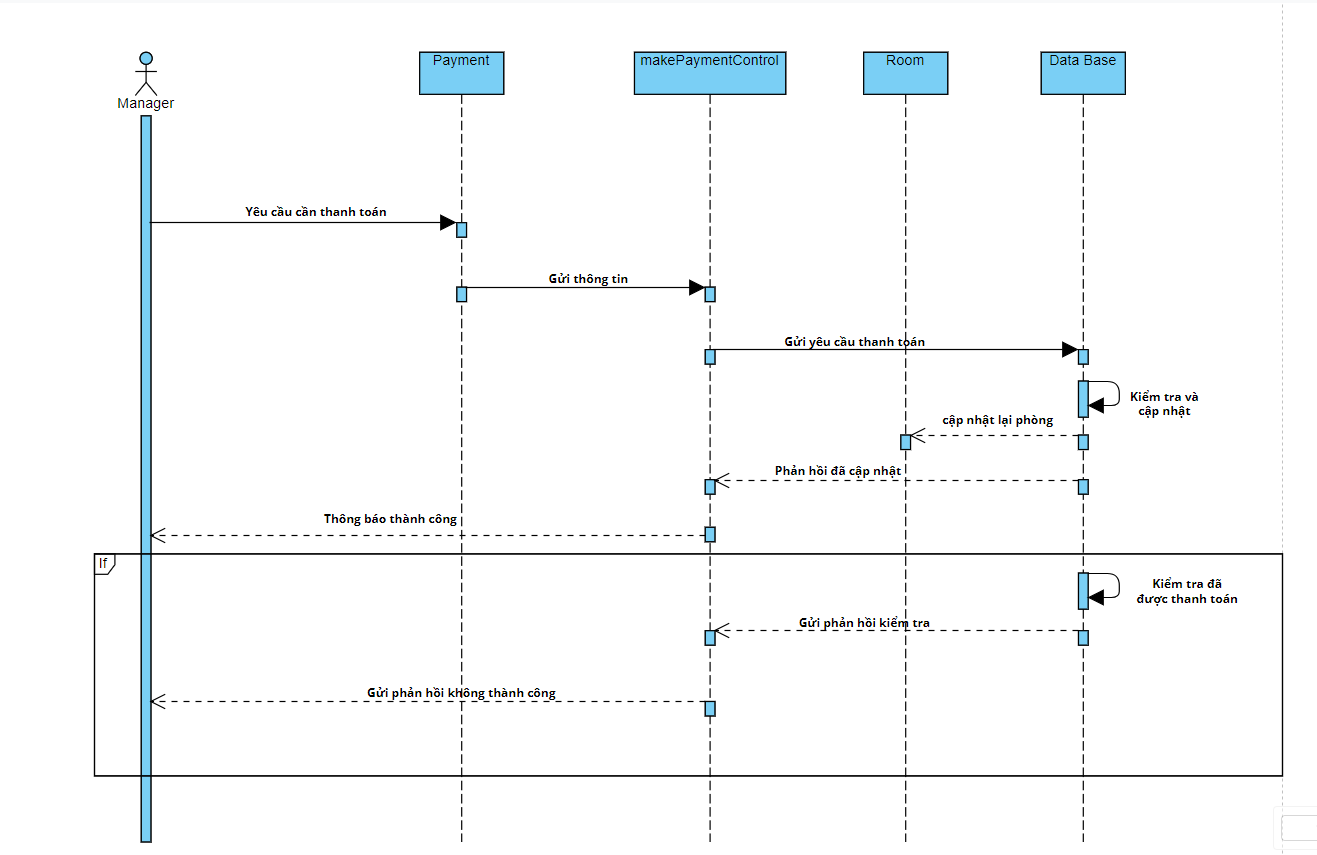 Payment
makePaymentControl
Room
Data Base
Manager
Yêu cầu cần thanh toán
Gửi thông tin
Gửi yêu cầu thanh toán
Kiểm tra và
cập nhật
cập nhật lại phòng
Phản hồi đã cập nhật
Thông báo thành công
If
Kiểm tra đã
được thanh toán
Gửi phản hồi kiểm tra
Gửi phản hồi không thành công